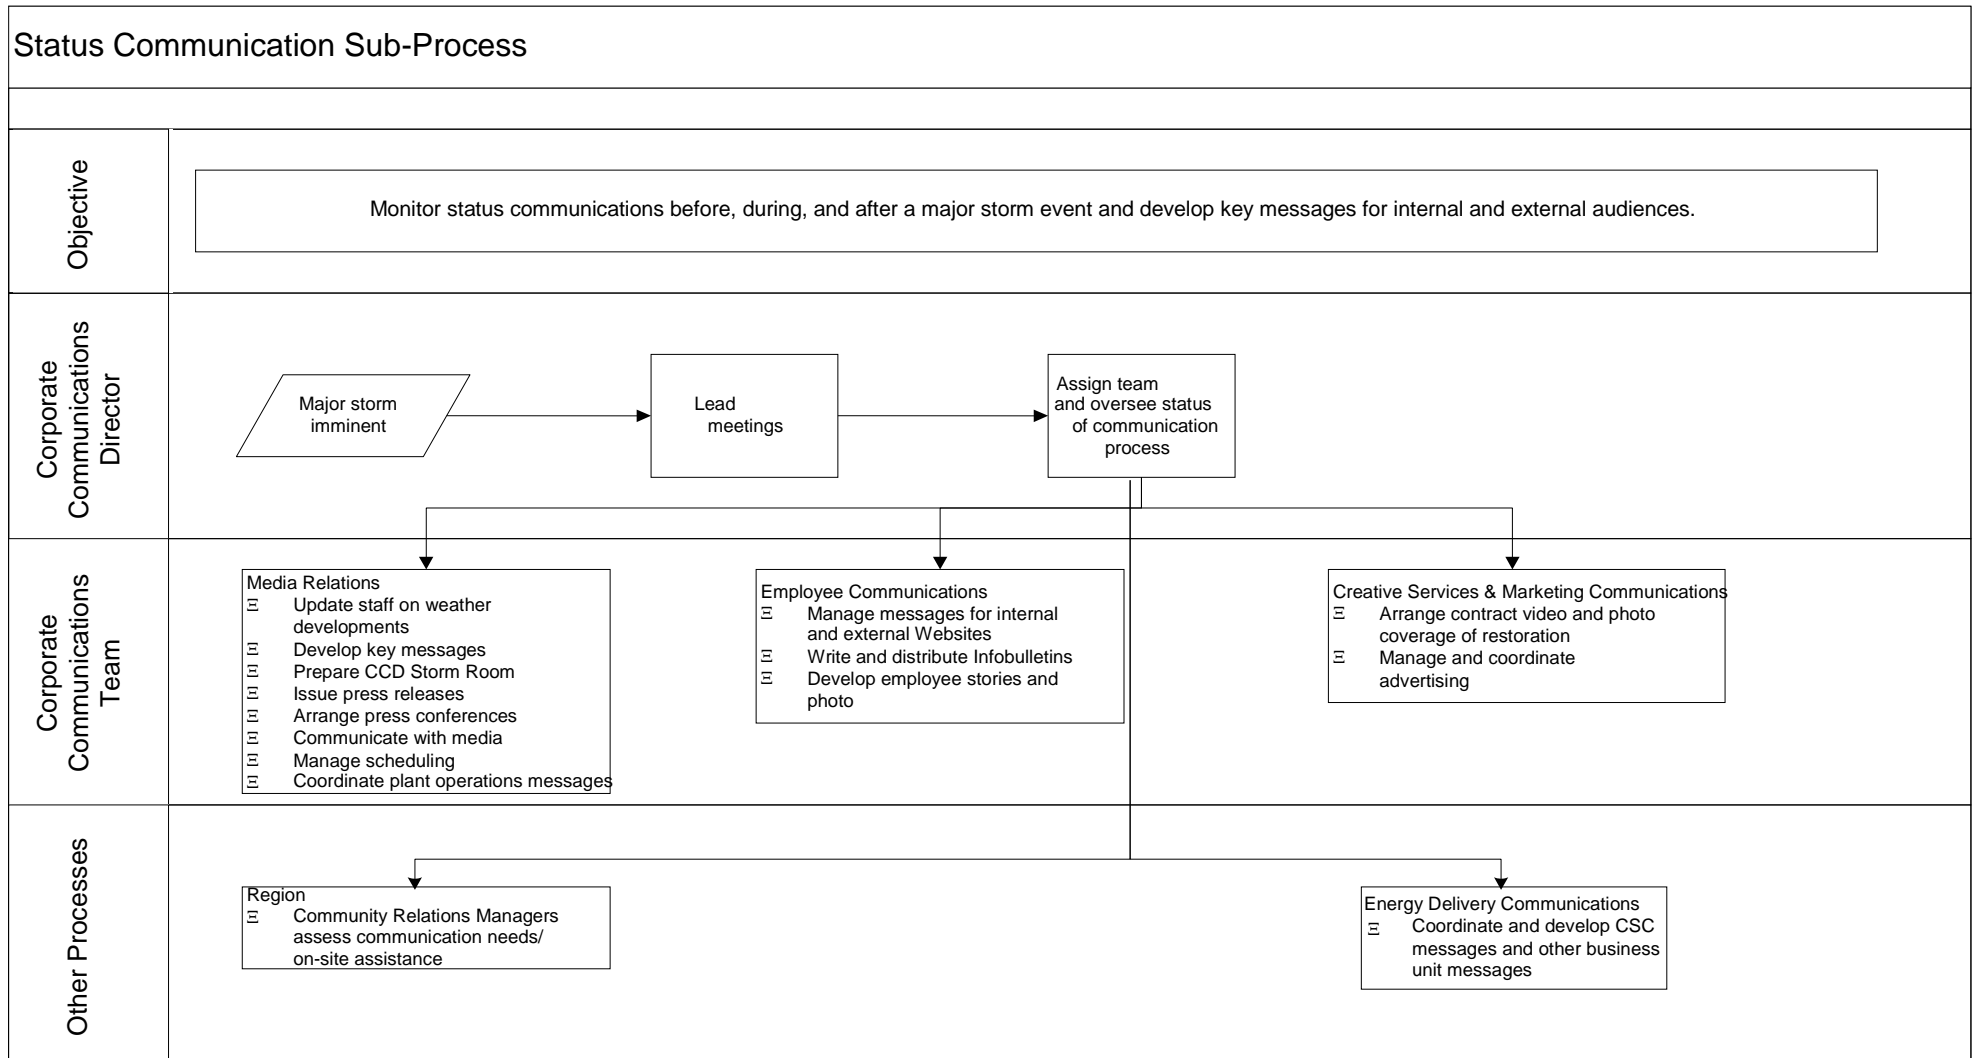 Status Communication Sub-Process
Objective
Monitor status communications before, during, and after a major storm event and develop key messages for internal and external audiences.
Corporate
Communications
Director
Major storm
imminent
Lead
meetings
Assign team
and oversee status
of communication
process
Corporate
Communications
Team
Media Relations
Ξ Update staff on weather
developments
Ξ Develop key messages
Ξ Prepare CCD Storm Room
Ξ Issue press releases
Ξ Arrange press conferences
Ξ Communicate with media
Ξ Manage scheduling
Ξ Coordinate plant operations messages
Employee Communications
Ξ Manage messages for internal
and external Websites
Ξ Write and distribute Infobulletins
Ξ Develop employee stories and
photo
Creative Services & Marketing Communications
Ξ Arrange contract video and photo
coverage of restoration
Ξ Manage and coordinate
advertising
Other Processes
Region
Ξ Community Relations Managers
assess communication needs/
on-site assistance
Energy Delivery Communications
Ξ Coordinate and develop CSC
messages and other business
unit messages